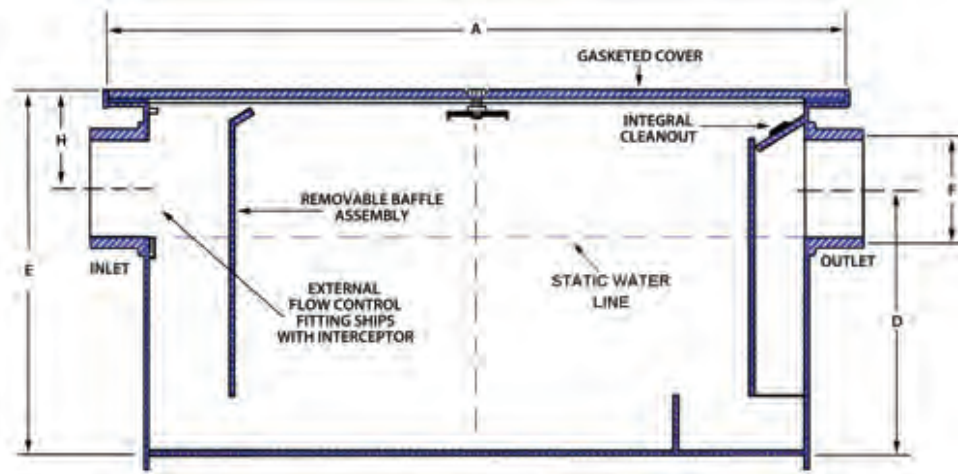 A
GASKETED COVER
INTEGRAL
CLEANOUT
H
F
REMOVABLE BAFFLE
ASSEMBLY
E
INLET
OUTLET
STATIC WATER
LINE
EXTERNAL
FLOW CONTROL
FITTING SHIPS
WITH INTERCEPTOR
D